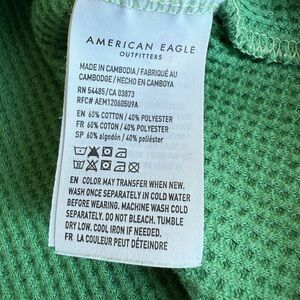 AMERICAN EAGLE
OUTFITTERS
MADE IN CAMBODIA / FABRIQUÉ AU
CAMBODGE / HECHO EN CAMBOYA
RN 54485/CA 03873
RFC# AEM120605U9A
EN 60% COTTON / 40% POLYESTER
FR 60% COTON / 40% POLYESTER
SP 60% algodón / 40% poliéster
EN COLOR MAY TRANSFER WHEN NEW.
WASH ONCE SEPARATELY IN COLD WATER
BEFORE WEARING. MACHINE WASH COLD
SEPARATELY. DO NOT BLEACH. TUMBLE
DRY LOW. COOL IRON IF NEEDED.
FR LA COULEUR PEUT DÉTEINDRE